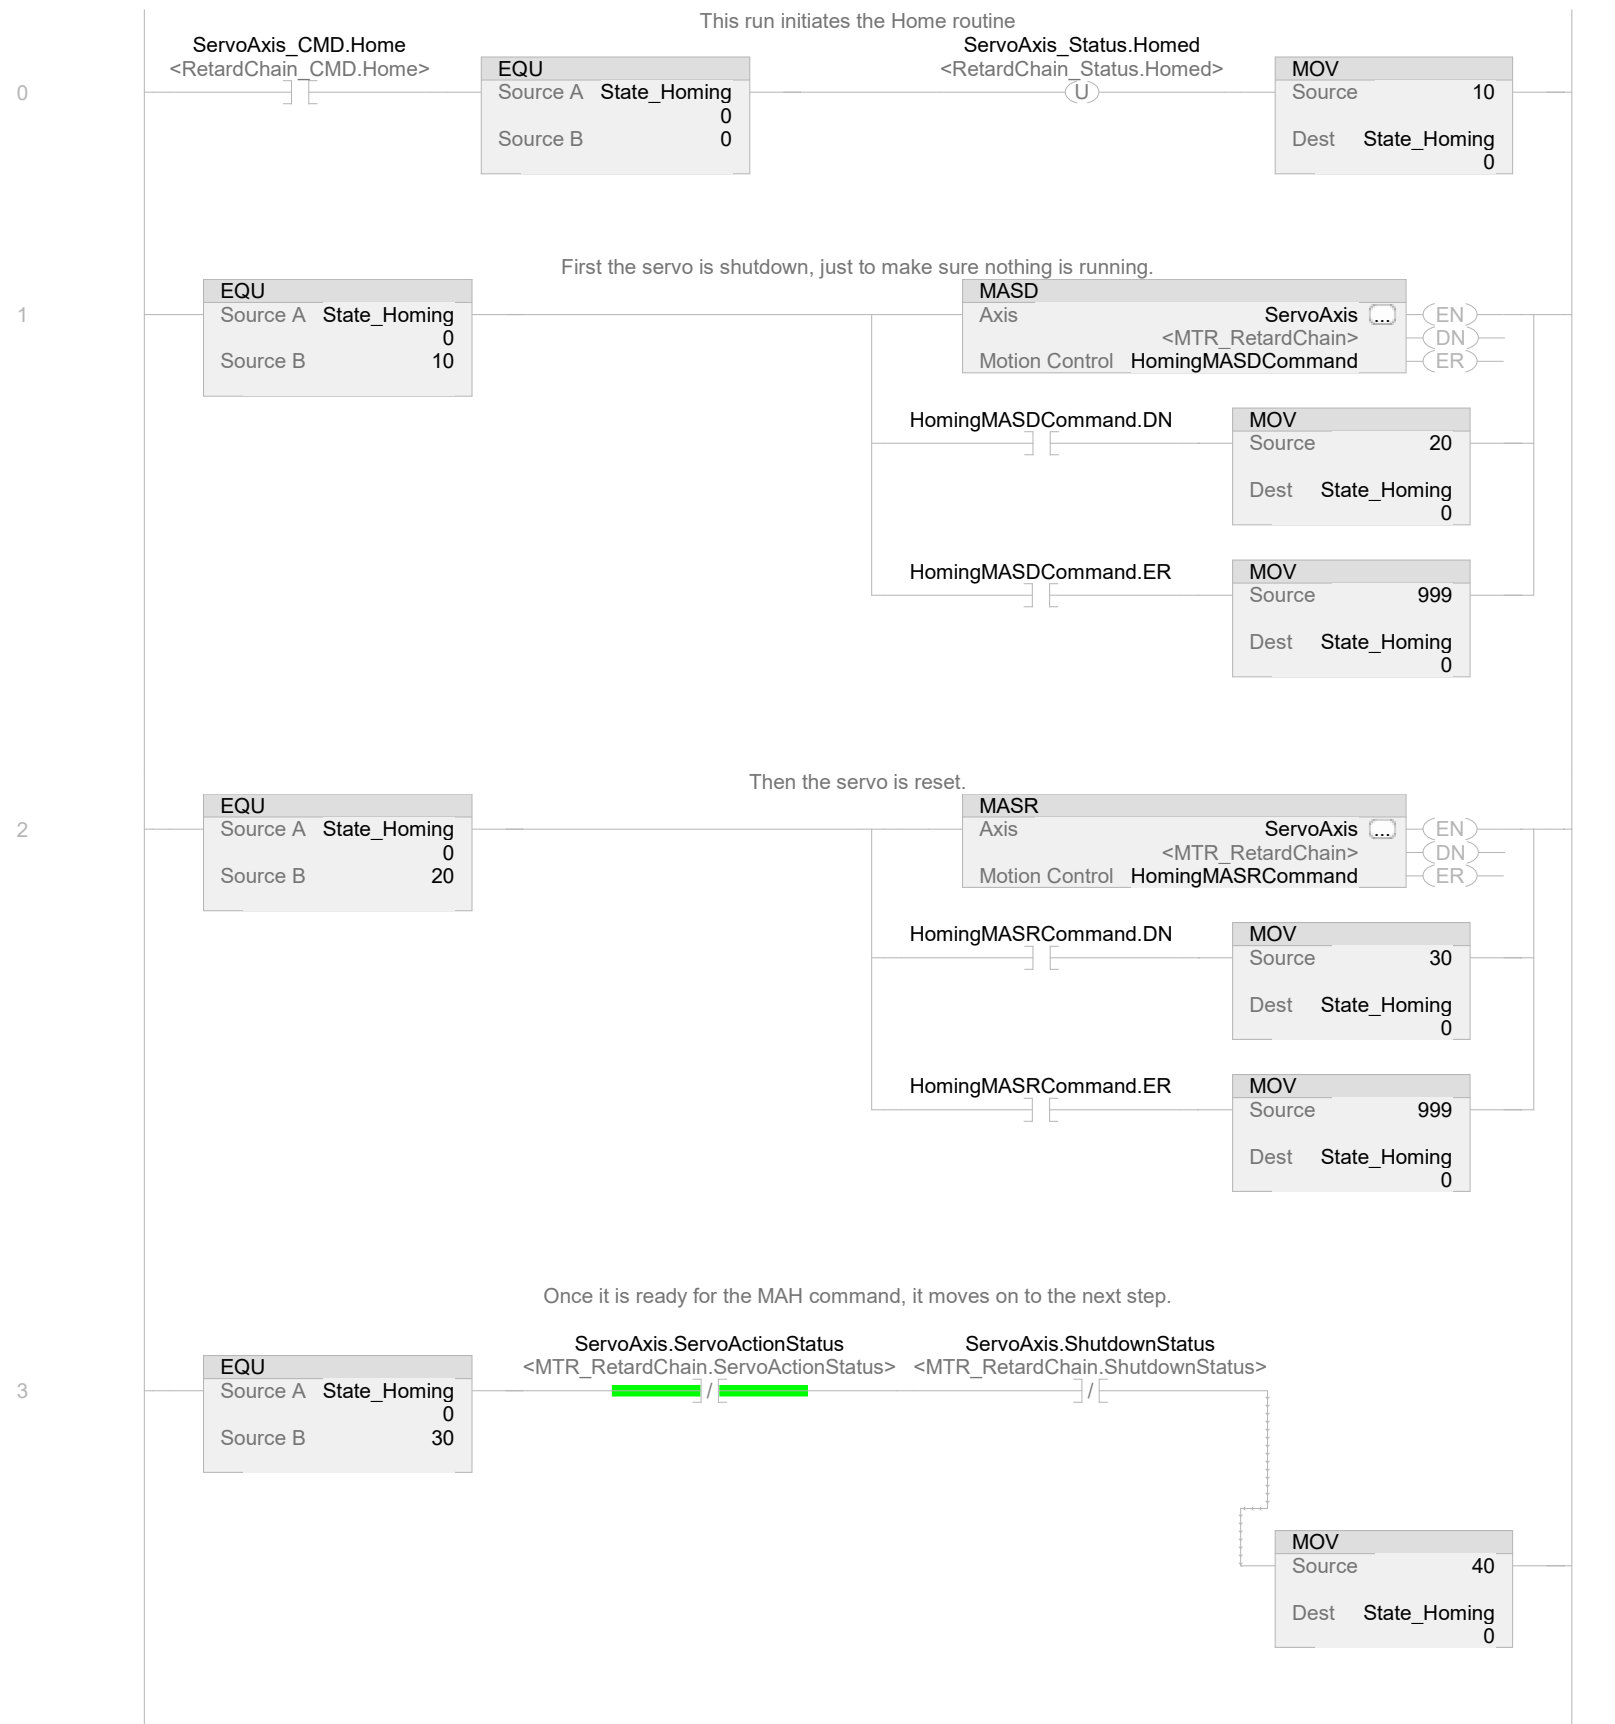 This run initiates the Home routine
ServoAxis_CMD.Home
<RetardChain_CMD.Home>
ServoAxis_Status.Homed
<RetardChain_Status.Homed>
0
EQU
Source A State_Homing
0
Source B 0
U
MOV
Source 10
Dest State_Homing
0
First the servo is shutdown, just to make sure nothing is running.
1
EQU
Source A State_Homing
0
Source B 10
MASD
Axis ServoAxis ...
<MTR_RetardChain>
Motion Control HomingMASDCommand
EN
DN
ER
HomingMASDCommand.DN
MOV
Source 20
Dest State_Homing
0
HomingMASDCommand.ER
MOV
Source 999
Dest State_Homing
0
Then the servo is reset.
2
EQU
Source A State_Homing
0
Source B 20
MASR
Axis ServoAxis ...
<MTR_RetardChain>
Motion Control HomingMASRCommand
EN
DN
ER
HomingMASRCommand.DN
MOV
Source 30
Dest State_Homing
0
HomingMASRCommand.ER
MOV
Source 999
Dest State_Homing
0
Once it is ready for the MAH command, it moves on to the next step.
3
EQU
Source A State_Homing
0
Source B 30
ServoAxis.ServoActionStatus
<MTR_RetardChain.ServoActionStatus>
/
ServoAxis.ShutdownStatus
<MTR_RetardChain.ShutdownStatus>
/
MOV
Source 40
Dest State_Homing
0